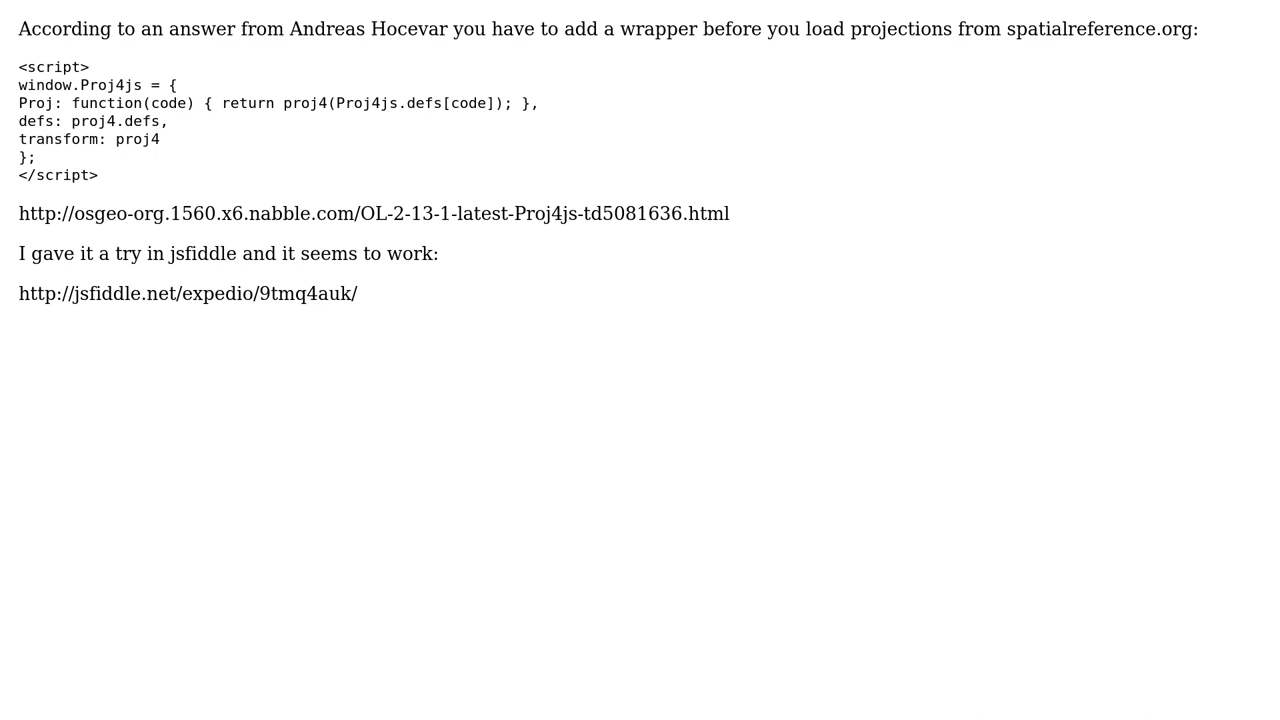 According to an answer from Andreas Hocevar you have to add a wrapper before you load projections from spatialreference.org:
<script>
window.Proj4js = {
Proj: function(code) { return proj4(Proj4js.defs[code]); },
defs: proj4.defs,
transform: proj4
};
</script>
http://osgeo-org.1560.x6.nabble.com/OL-2-13-1-latest-Proj4js-td5081636.html
I gave it a try in jsfiddle and it seems to work:
http://jsfiddle.net/expedio/9tmq4auk/